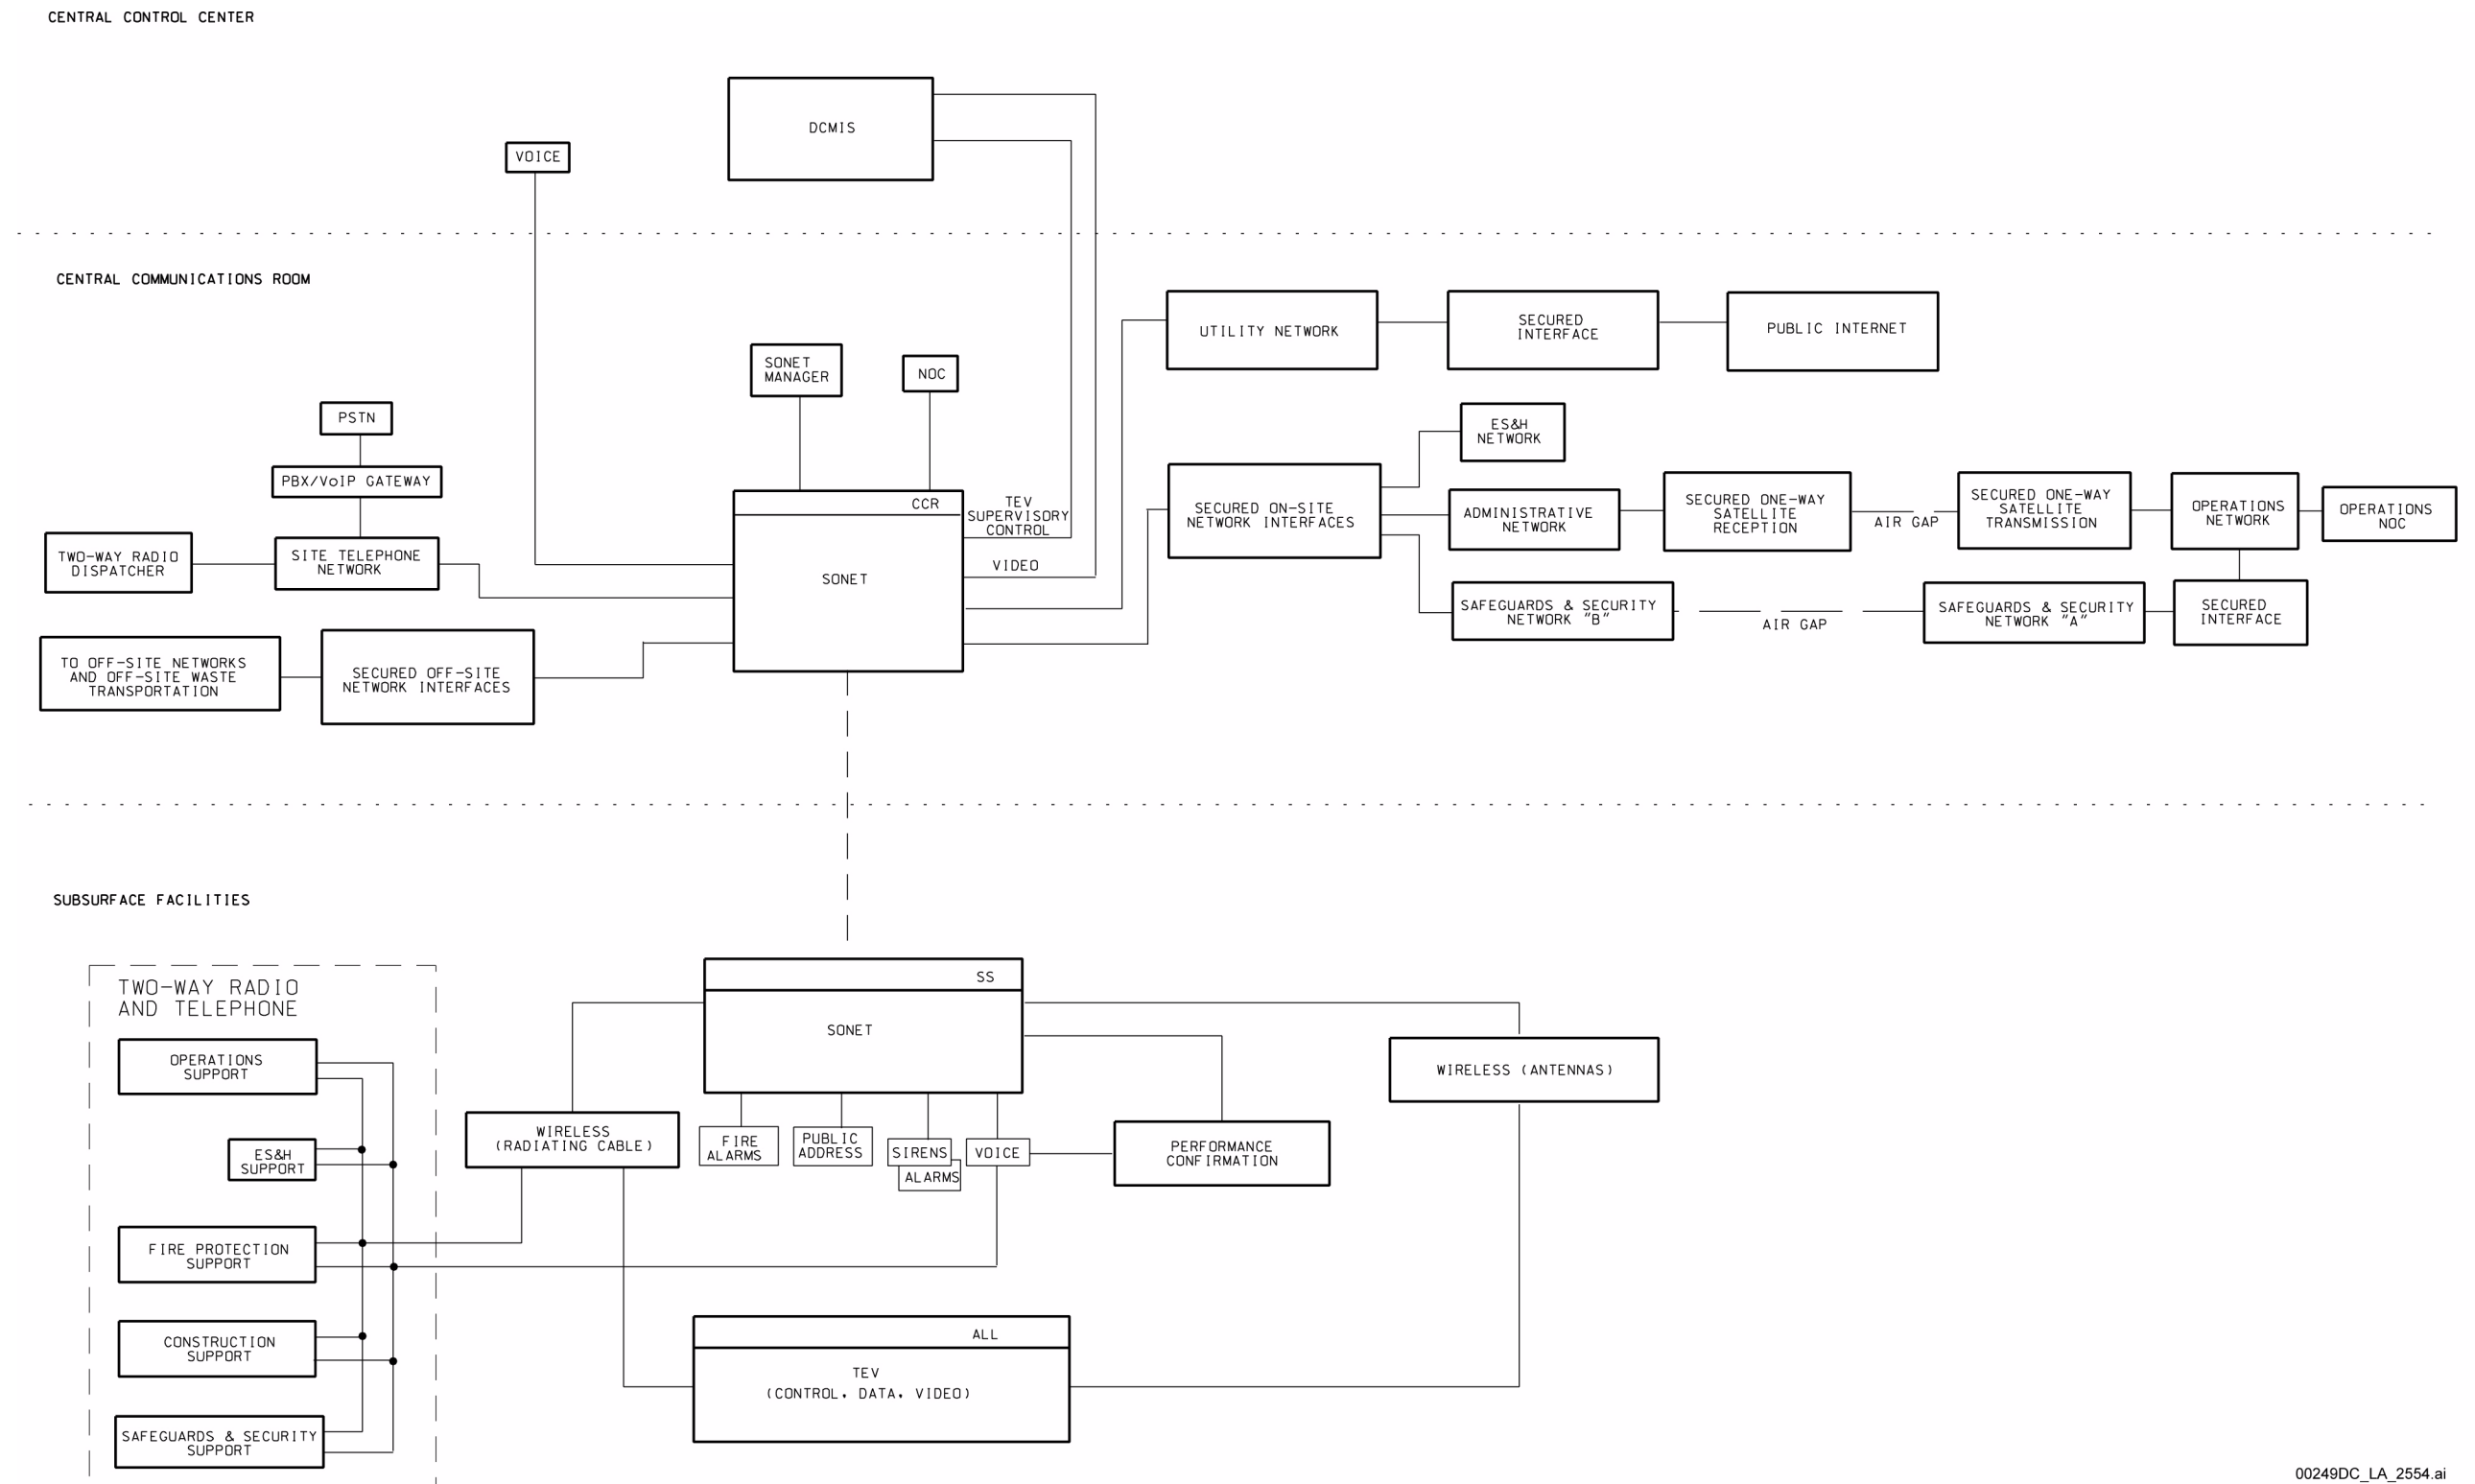 CENTRAL CONTROL CENTER
DCMIS
VOICE
CENTRAL COMMUNICATIONS ROOM
UTILITY NETWORK
SECURED
INTERFACE
PUBLIC INTERNET
SONET
MANAGER
NOC
PSTN
PBX/VoIP GATEWAY
ES&H
NETWORK
CCR
TEV
SUPERVISORY
CONTROL
SECURED ON-SITE
NETWORK INTERFACES
ADMINISTRATIVE
NETWORK
SECURED ONE-WAY
SATELLITE
RECEPTION
AIR GAP
SECURED ONE-WAY
SATELLITE
TRANSMISSION
OPERATIONS
NETWORK
OPERATIONS
NOC
TWO-WAY RADIO
DISPATCHER
SITE TELEPHONE
NETWORK
SONET
VIDEO
SAFEGUARDS & SECURITY
NETWORK "B"
AIR GAP
SAFEGUARDS & SECURITY
NETWORK "A"
SECURED
INTERFACE
TO OFF-SITE NETWORKS
AND OFF-SITE WASTE
TRANSPORTATION
SECURED OFF-SITE
NETWORK INTERFACES
SUBSURFACE FACILITIES
TWO-WAY RADIO
AND TELEPHONE
SS
SONET
OPERATIONS
SUPPORT
WIRELESS (ANTENNAS)
WIRELESS
(RADIATING CABLE)
FIRE
ALARMS
PUBLIC
ADDRESS
SIRENS
ALARMS
VOICE
PERFORMANCE
CONFIRMATION
ES&H
SUPPORT
FIRE PROTECTION
SUPPORT
CONSTRUCTION
SUPPORT
ALL
TEV
(CONTROL, DATA, VIDEO)
SAFEGUARDS & SECURITY
SUPPORT
00249DC_LA_2554.ai